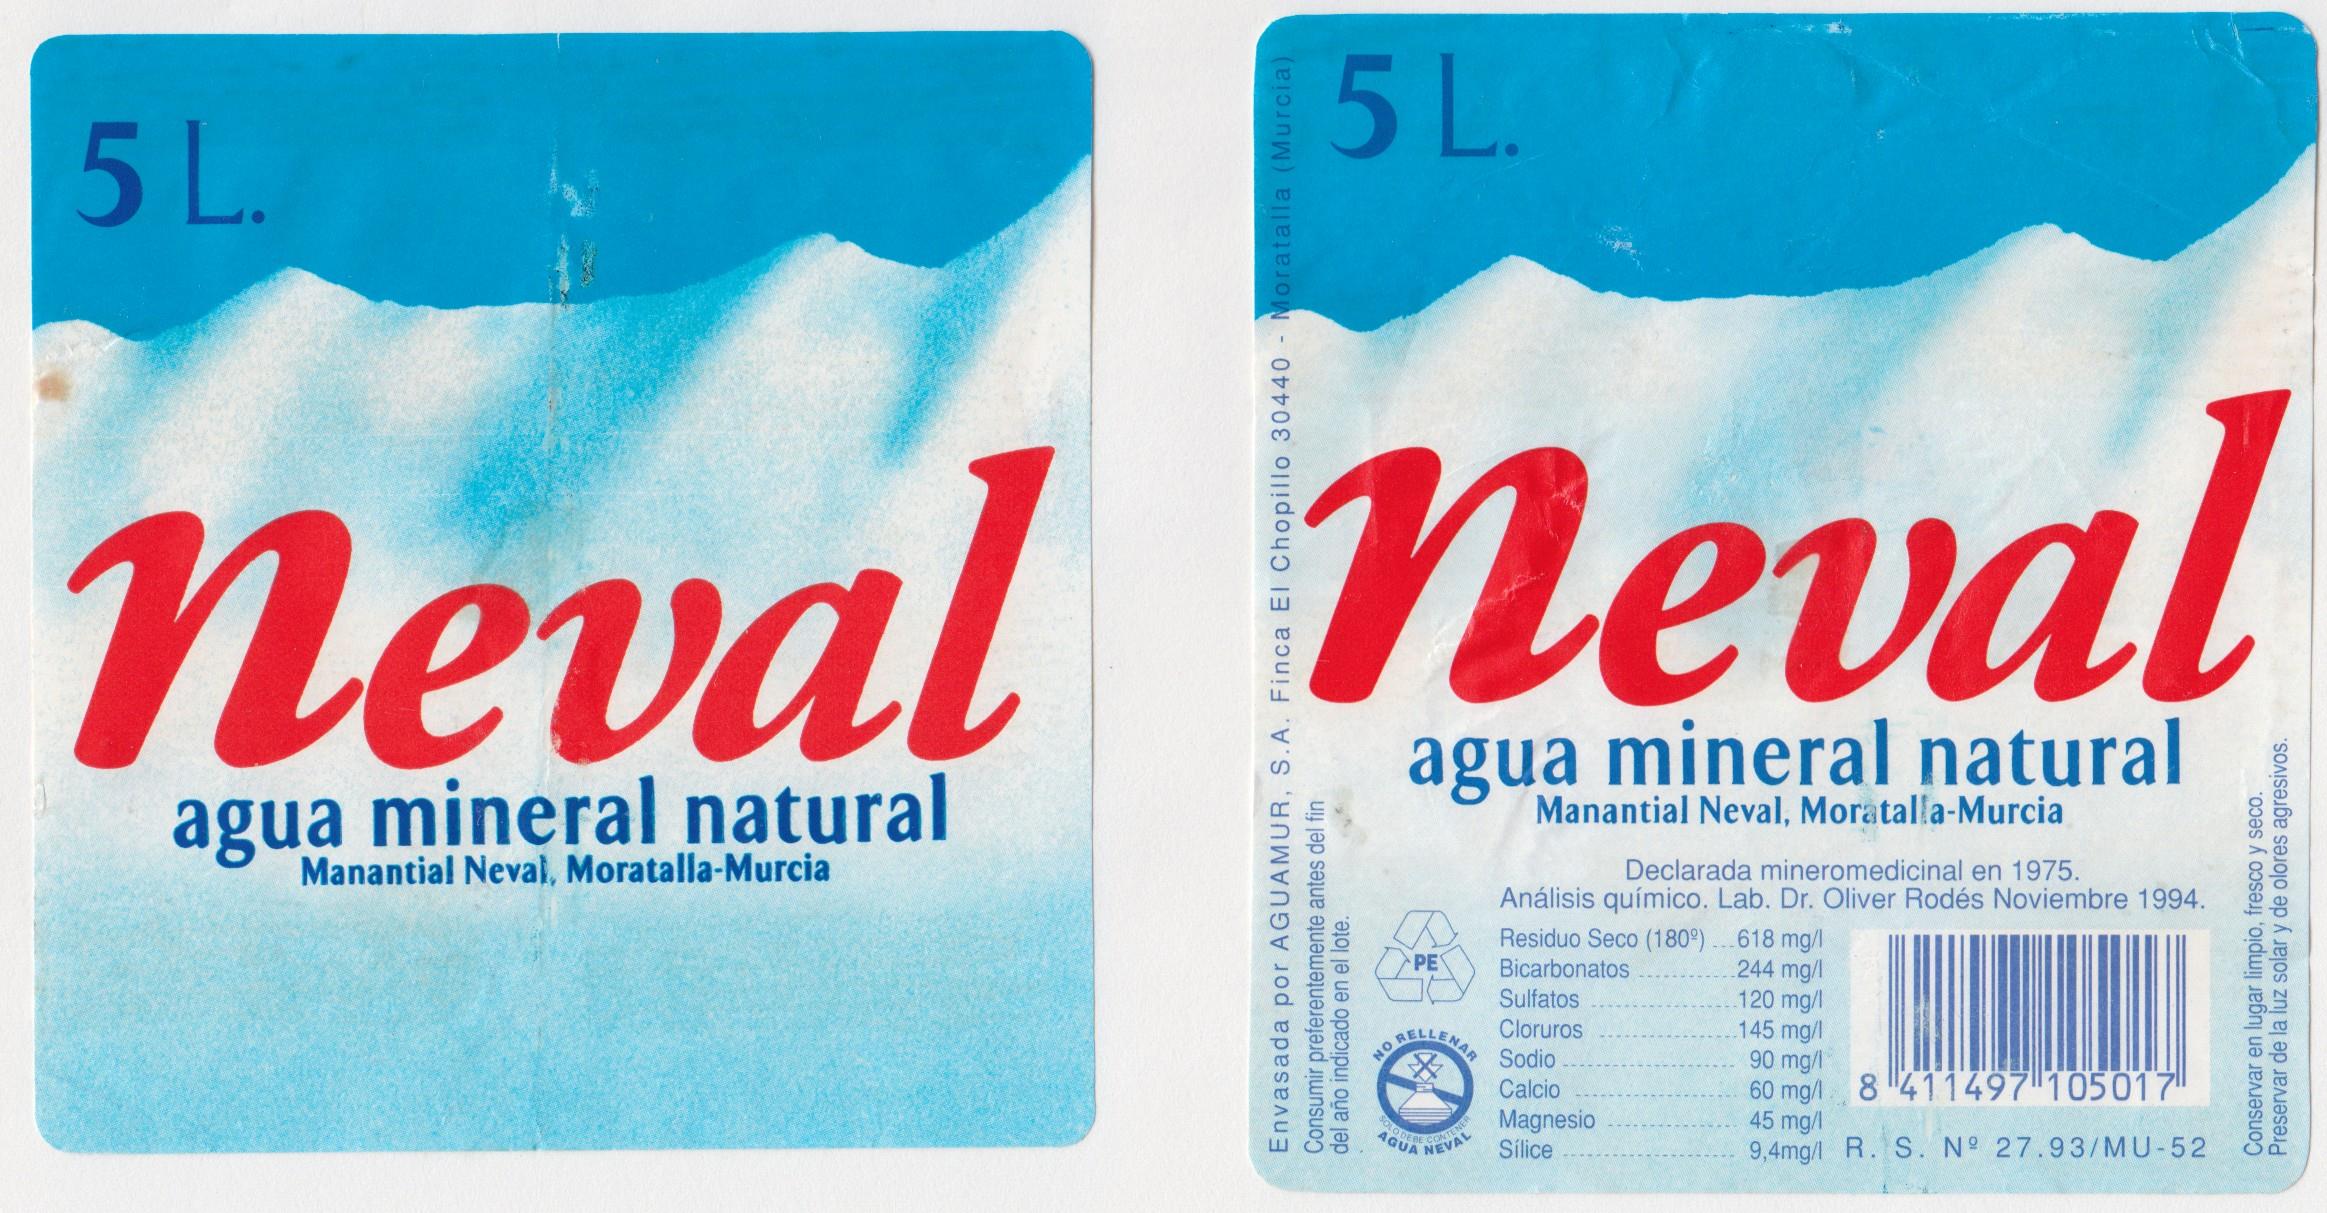 5 L.
neval
agua mineral natural
Manantial Neval, Moratalla-Murcia
5 L.
neval
agua mineral natural
Manantial Neval, Moratalla-Murcia
Declarada mineromedicinal en 1975.
Análisis químico. Lab. Dr. Oliver Rodés Noviembre 1994.
Residuo Seco (180º) ... 618 mg/l
Bicarbonatos ............ 244 mg/l
Sulfatos ................. 120 mg/l
Cloruros ................ 145 mg/l
Sodio .................... 90 mg/l
Calcio ................... 60 mg/l
Magnesio ............... 45 mg/l
Sílice ..................... 9,4mg/l
PE
NO RELLENAR
SOLO DEBE CONTENER
AGUA NEVAL
8 411497 105017
R. S. Nº 27.93/MU-52
Envasada por AGUAMUR, S.A. Finca El Chopillo 30440 - Moratalla (Murcia)
Consumir preferentemente antes del fin
del año indicado en el lote.
Conservar en lugar limpio, fresco y seco.
Preservar de la luz solar y de olores agresivos.